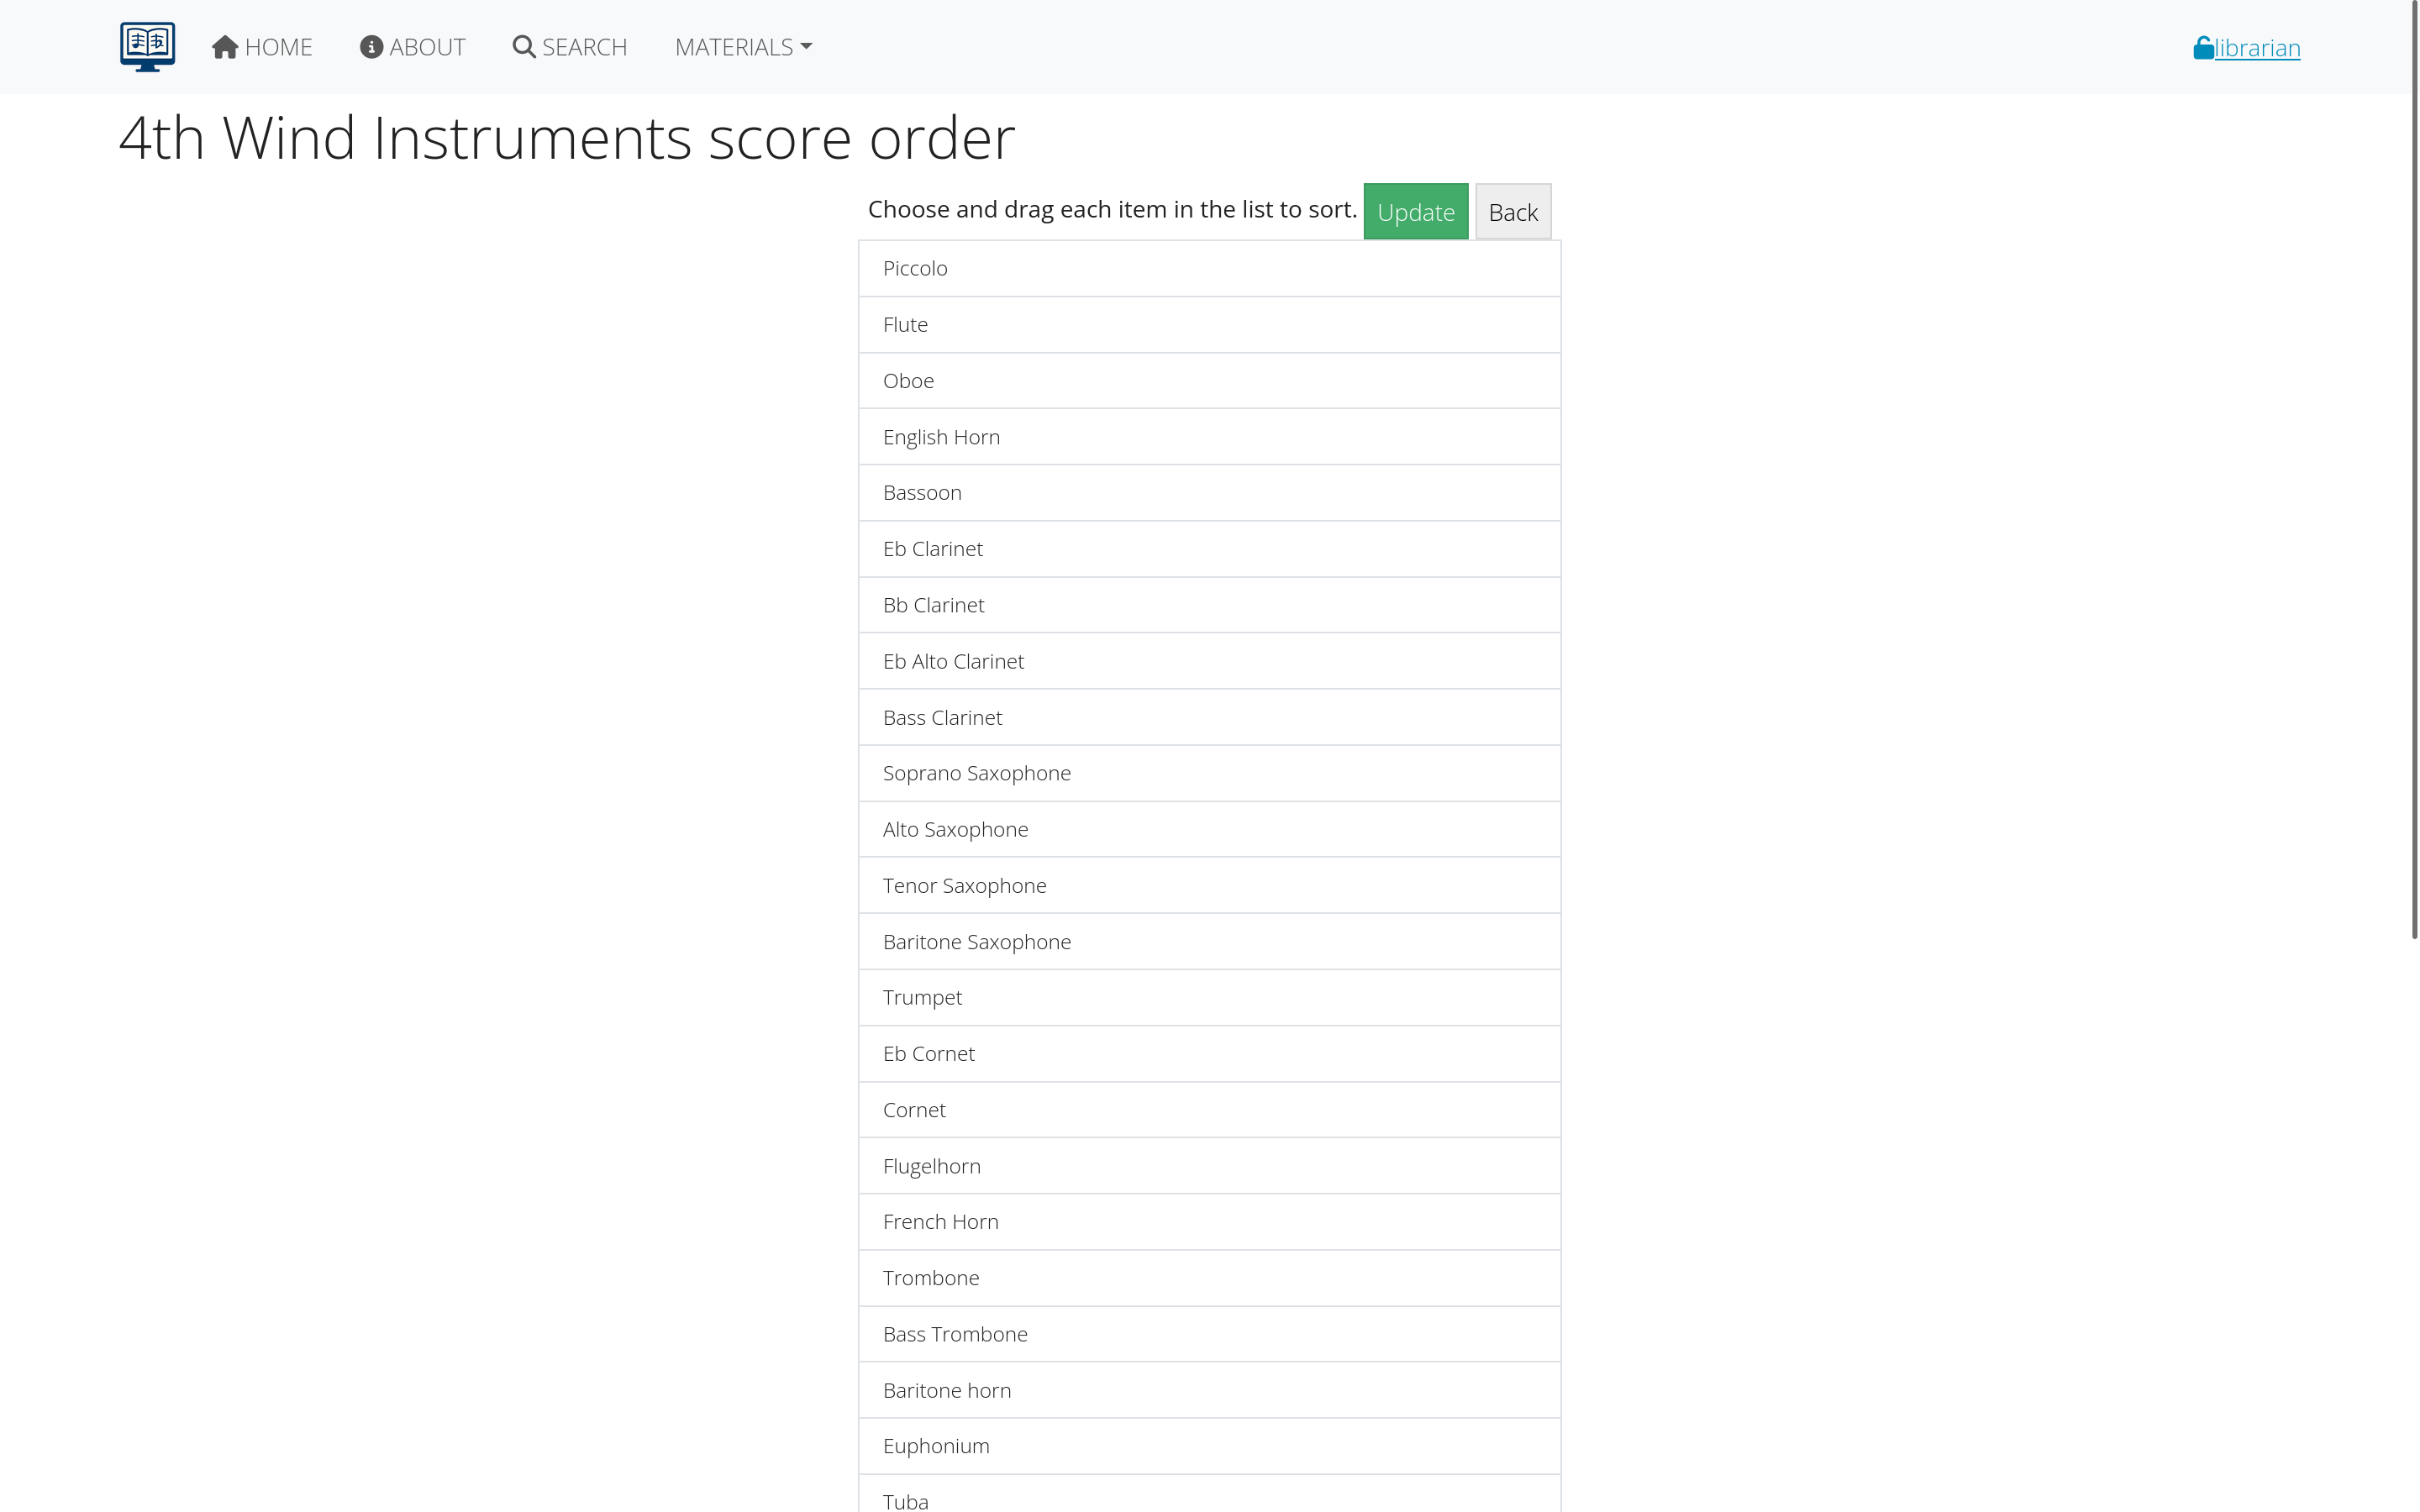 HOME ABOUT SEARCH MATERIALS librarian
4th Wind Instruments score order
Choose and drag each item in the list to sort. Update Back
Piccolo
Flute
Oboe
English Horn
Bassoon
Eb Clarinet
Bb Clarinet
Eb Alto Clarinet
Bass Clarinet
Soprano Saxophone
Alto Saxophone
Tenor Saxophone
Baritone Saxophone
Trumpet
Eb Cornet
Cornet
Flugelhorn
French Horn
Trombone
Bass Trombone
Baritone horn
Euphonium
Tuba